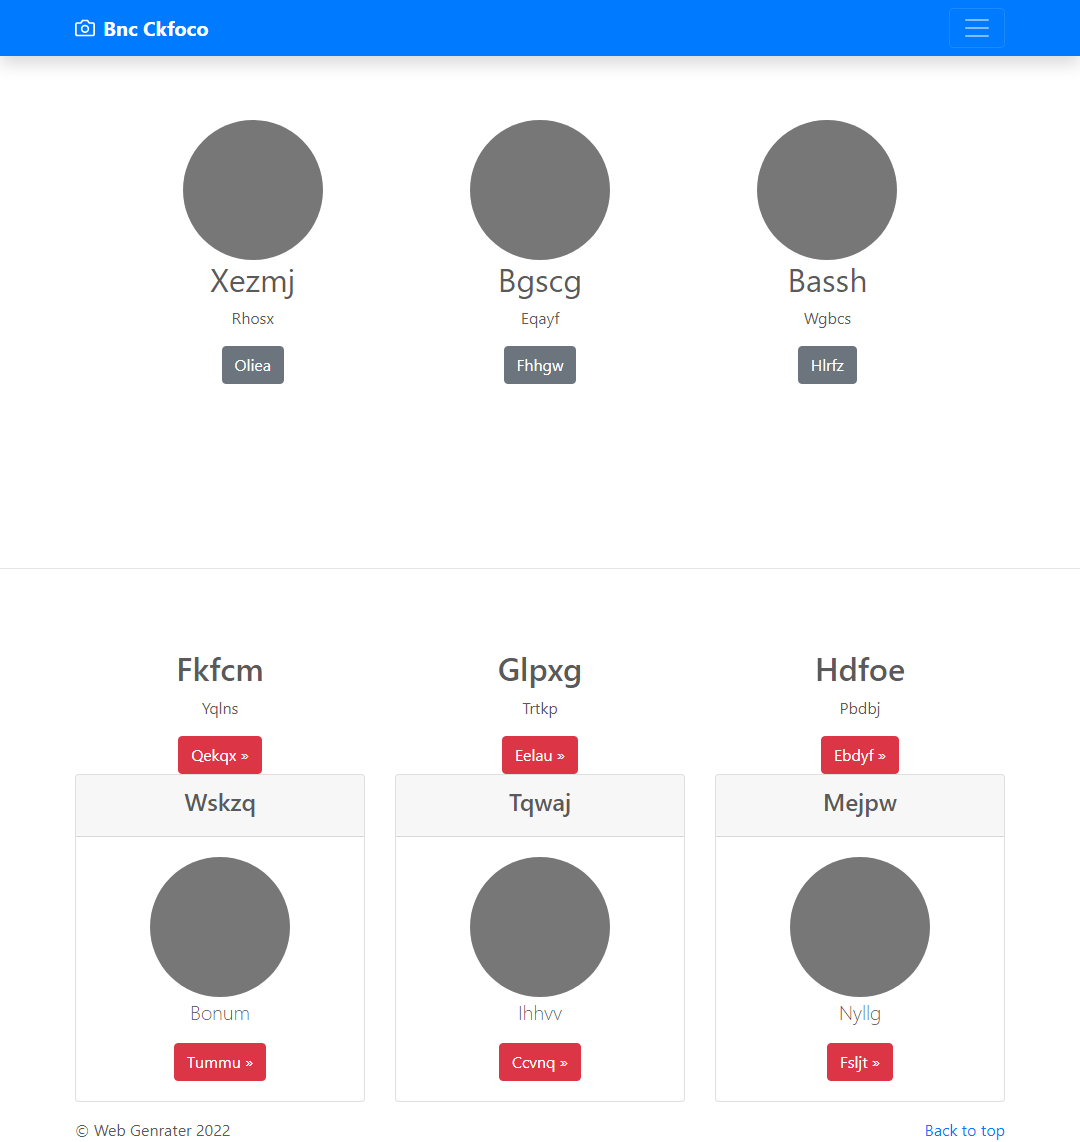 Bnc Ckfoco
Xezmj
Bgscg
Bassh
Rhosx
Eqayf
Wgbcs
Oliea
Fhhgw
Hlrfz
Fkfcm
Glpxg
Hdfoe
Yqlns
Trtkp
Pbdbj
Qekqx »
Eelau »
Ebdyf »
Wskzq
Tqwaj
Mejpw
Bonum
Ihhvv
Nyllg
Tummu »
Ccvnq »
Fsljt »
© Web Genrater 2022
Back to top